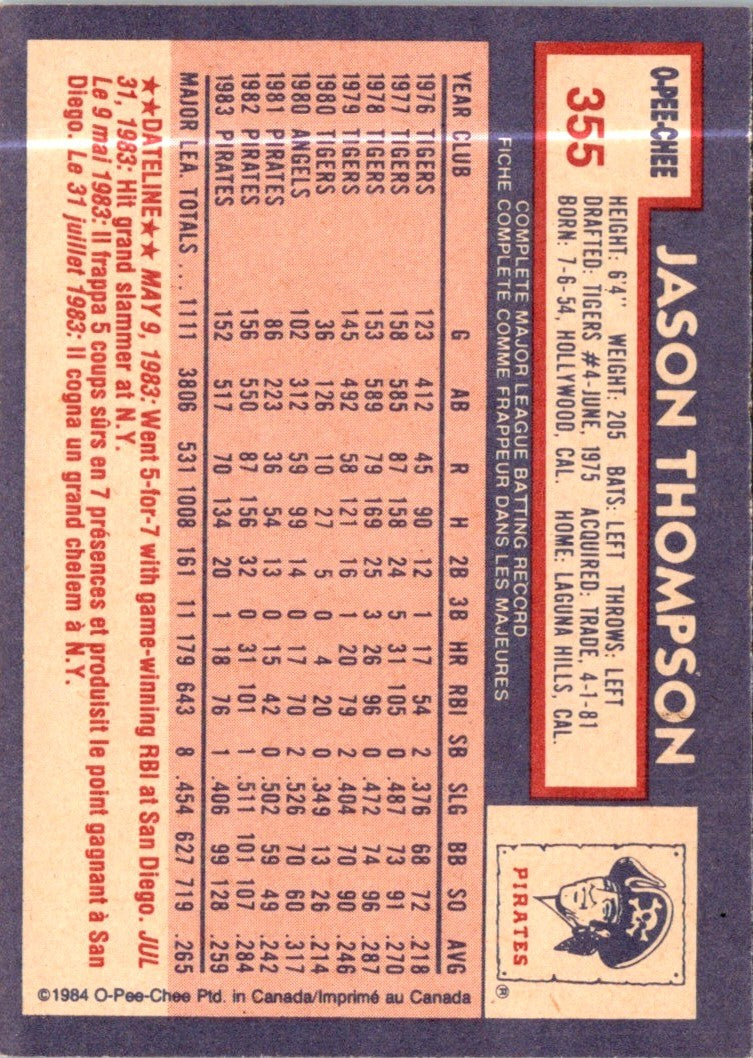 O-PEE-CHEE
355
JASON THOMPSON
HEIGHT: 6'4" WEIGHT: 205 BATS: LEFT THROWS: LEFT
DRAFTED: TIGERS #4-JUNE, 1975 ACQUIRED: TRADE, 4-1-81
BORN: 7-6-54, HOLLYWOOD, CAL. HOME: LAGUNA HILLS, CAL.
PIRATES
®
COMPLETE MAJOR LEAGUE BATTING RECORD
FICHE COMPLETE COMME FRAPPEUR DANS LES MAJEURES
YEAR CLUB G AB R H 2B 3B HR RBI SB SLG BB SO AVG
1976 TIGERS 123 412 45 90 12 1 17 54 2 .376 68 72 .218
1977 TIGERS 158 585 87 158 24 5 31 105 0 .487 73 91 .270
1978 TIGERS 153 589 79 169 25 3 26 96 0 .472 74 96 .287
1979 TIGERS 145 492 58 121 16 1 20 79 2 .404 70 90 .246
1980 TIGERS 36 126 10 27 5 0 4 20 0 .349 13 26 .214
1980 ANGELS 102 312 59 99 14 0 17 70 2 .526 70 60 .317
1981 PIRATES 86 223 36 54 13 0 15 42 0 .502 59 49 .242
1982 PIRATES 156 550 87 156 32 0 31 101 1 .511 101 107 .284
1983 PIRATES 152 517 70 134 20 1 18 76 1 .406 99 128 .259
MAJOR LEA TOTALS ... 1111 3806 531 1008 161 11 179 643 8 .454 627 719 .265
★★DATELINE★★ MAY 9, 1983: Went 5-for-7 with game-winning RBI at San Diego. JUL
31, 1983: Hit grand slammer at N.Y.
Le 9 mai 1983: Il frappa 5 coups sûrs en 7 présences et produisit le point gagnant à San
Diego. Le 31 juillet 1983: Il cogna un grand chelem à N.Y.
©1984 O-Pee-Chee Ptd. in Canada/Imprimé au Canada